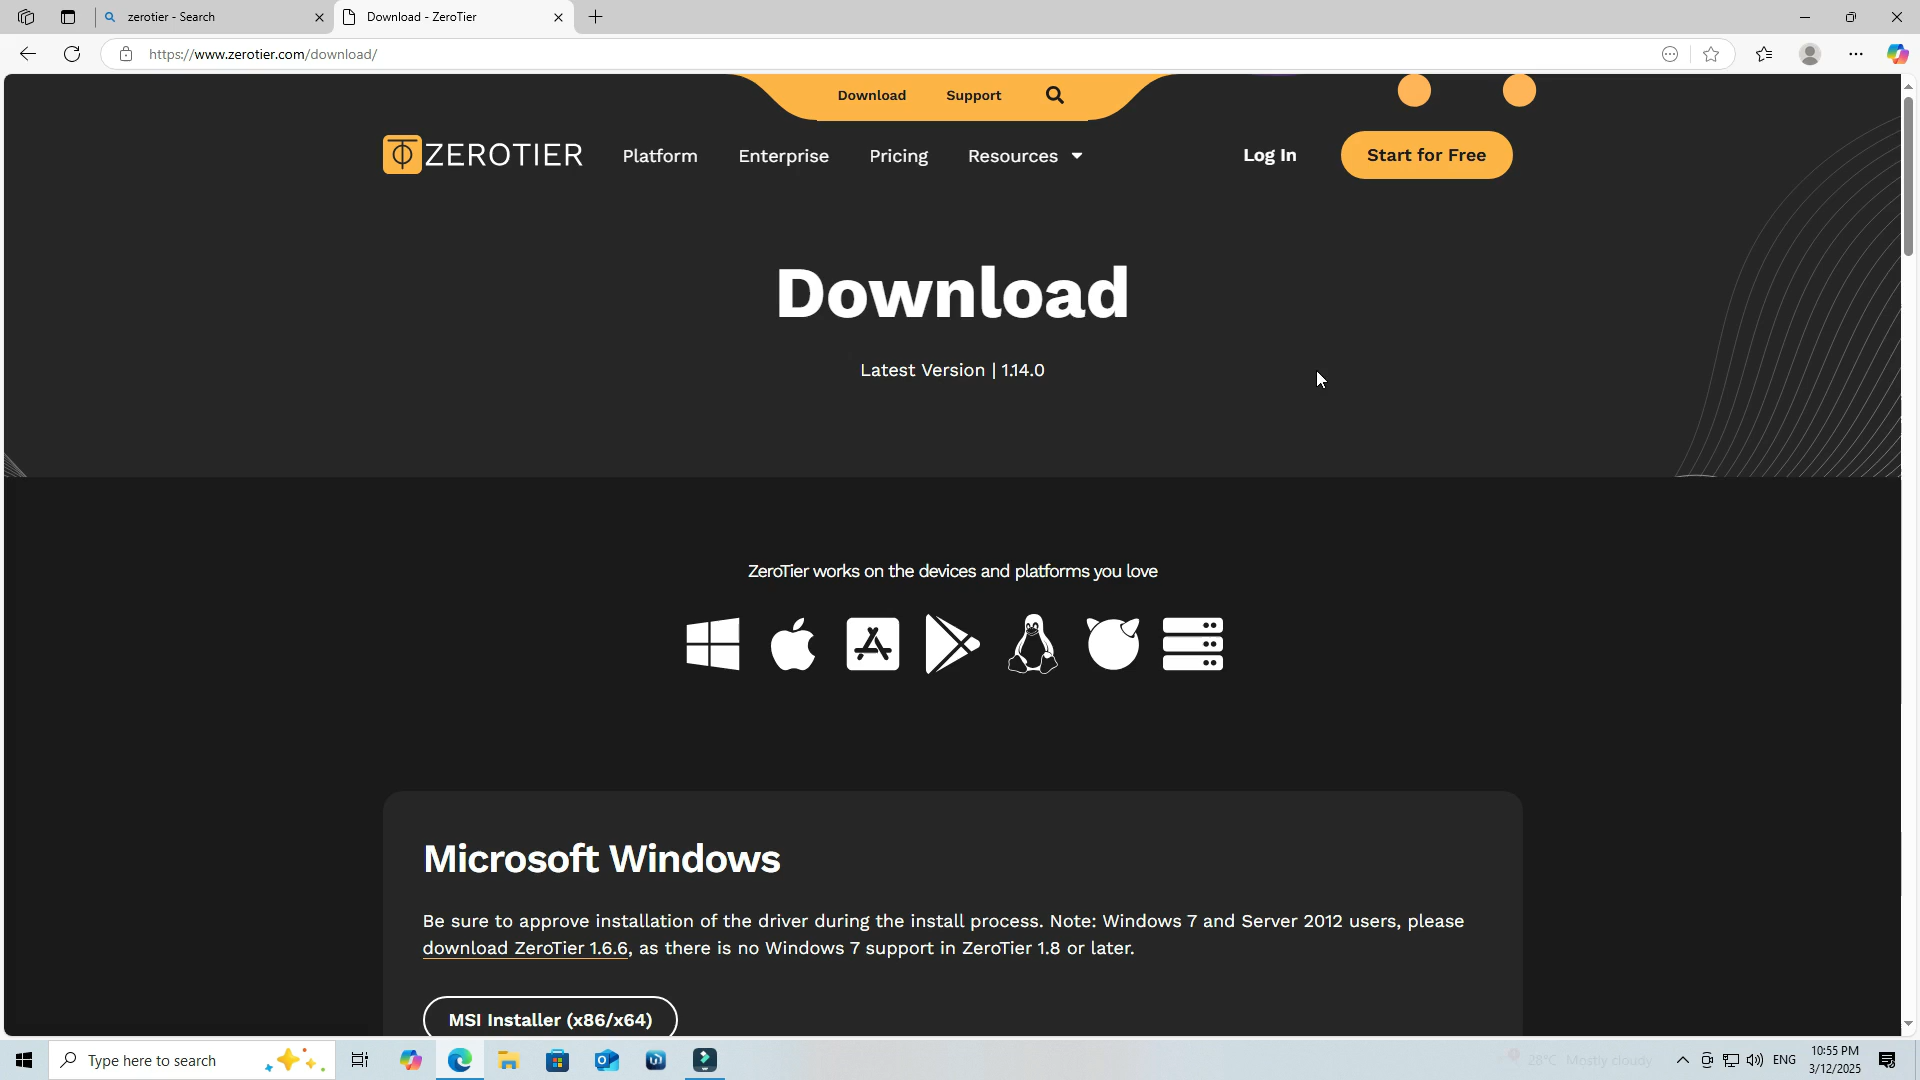 zerotier - Search
Download - ZeroTier
https://www.zerotier.com/download/
Download
Support
ZEROTIER
Platform
Enterprise
Pricing
Resources
Log In
Start for Free
Download
Latest Version | 1.14.0
ZeroTier works on the devices and platforms you love
Microsoft Windows
Be sure to approve installation of the driver during the install process. Note: Windows 7 and Server 2012 users, please
download ZeroTier 1.6.6, as there is no Windows 7 support in ZeroTier 1.8 or later.
MSI Installer (x86/x64)
Type here to search
28°C Mostly cloudy
ENG
10:55 PM
3/12/2025